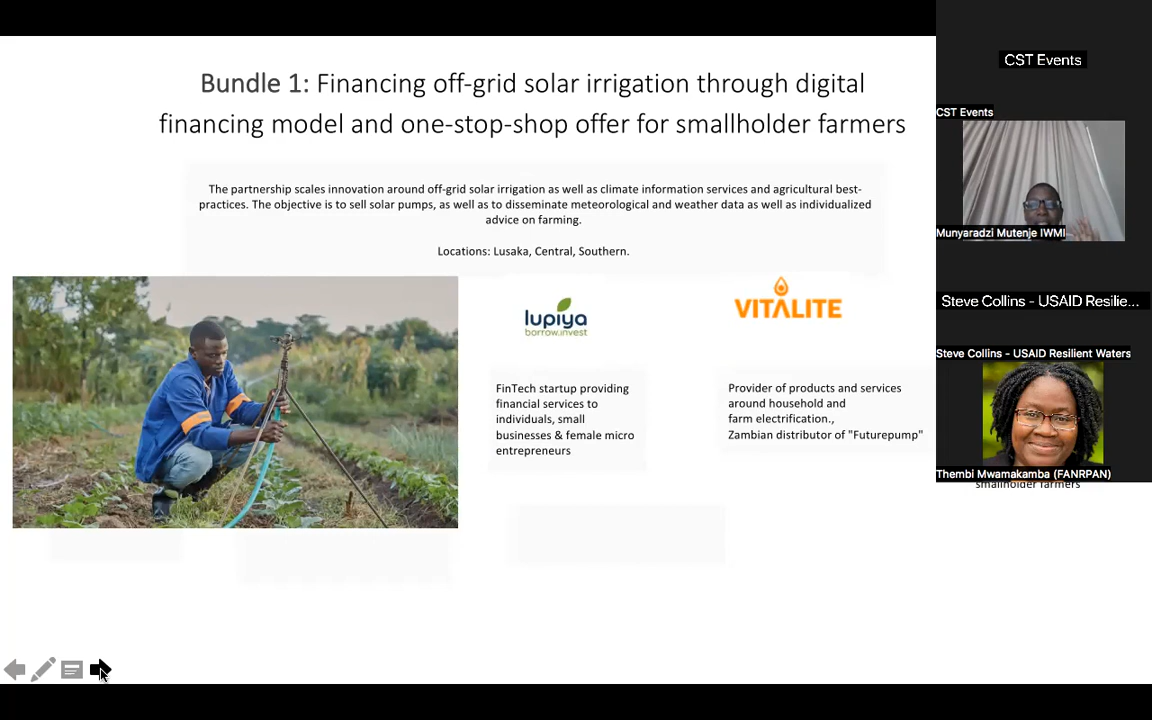 Bundle 1: Financing off-grid solar irrigation through digital
financing model and one-stop-shop offer for smallholder farmers
The partnership scales innovation around off-grid solar irrigation as well as climate information services and agricultural best-
practices. The objective is to sell solar pumps, as well as to disseminate meteorological and weather data as well as individualized
advice on farming.
Locations: Lusaka, Central, Southern.
lupiya
borrow.invest
FinTech startup providing
financial services to
individuals, small
businesses & female micro
entrepreneurs
VITALITE
Provider of products and services
around household and
farm electrification.,
Zambian distributor of "Futurepump"
CST Events
CST Events
Munyaradzi Mutenje IWMI
Steve Collins - USAID Resilie...
Steve Collins - USAID Resilient Waters
Thembi Mwamakamba (FANRPAN)
smallholder farmers